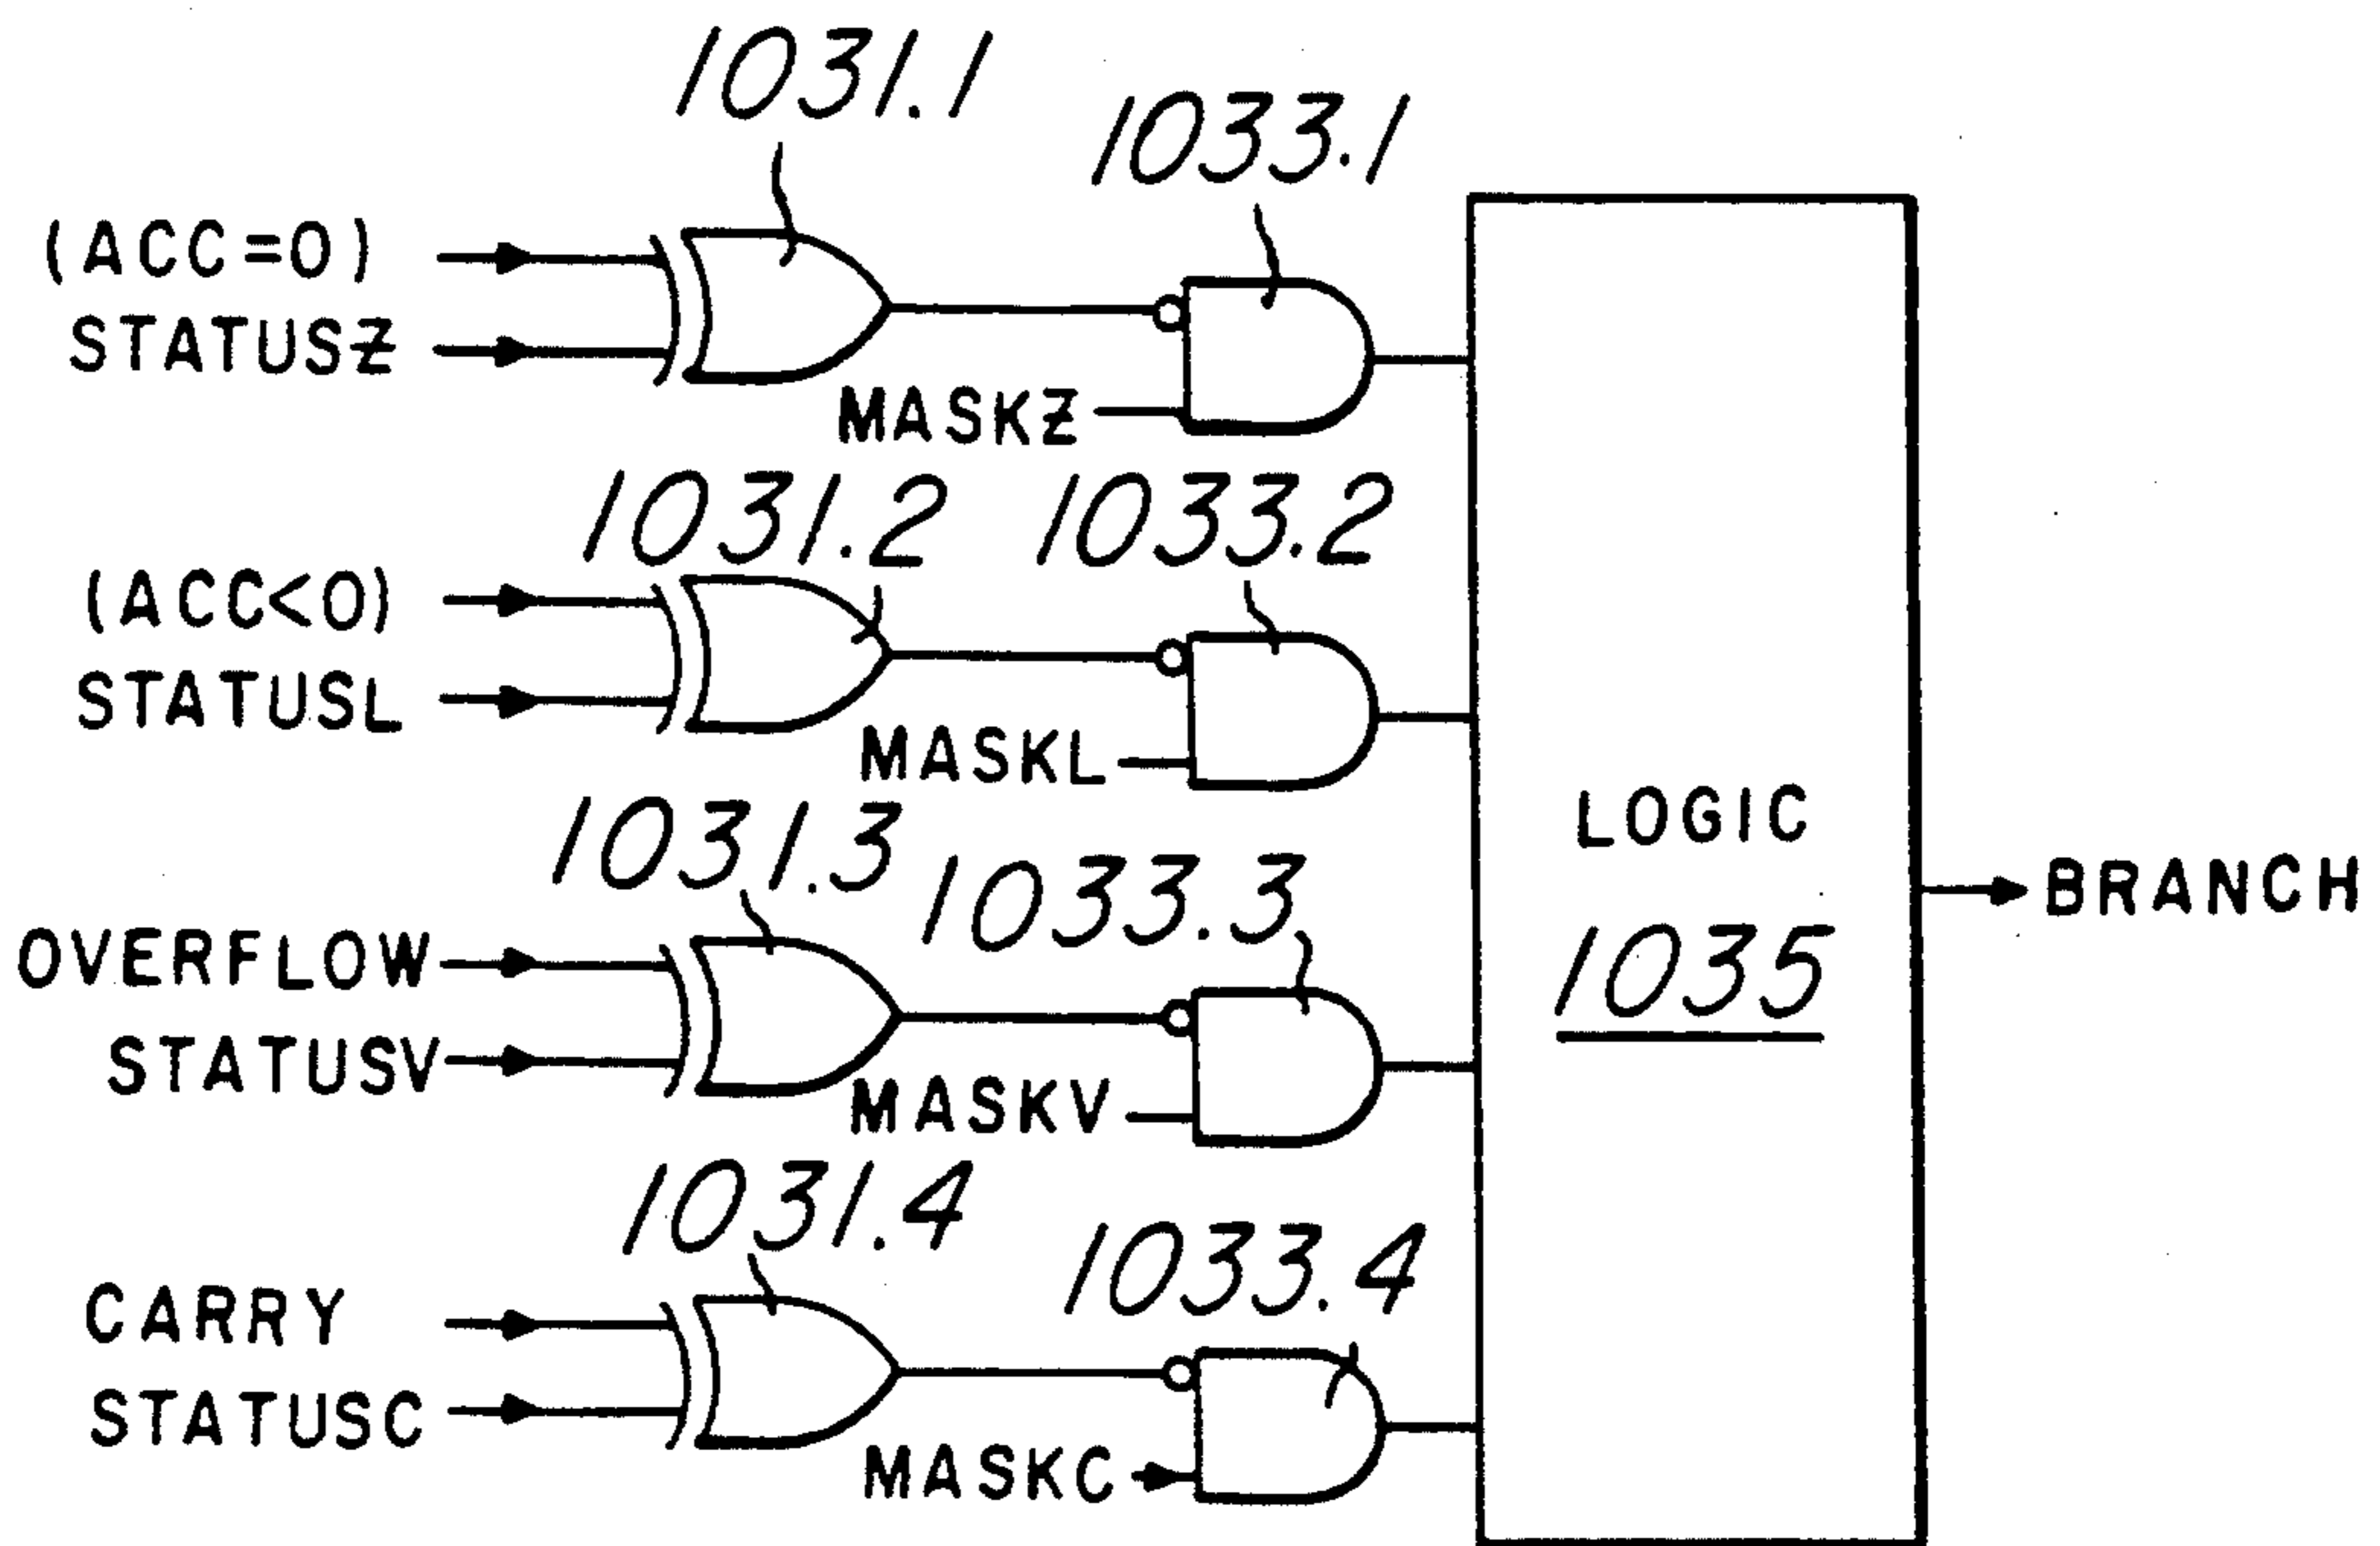 1031.1
1033.1
(ACC=0)
STATUSZ
MASKZ
1031.2
1033.2
(ACC<0)
STATUSL
MASKL
1031.3
1033.3
LOGIC
1035
BRANCH
OVERFLOW
STATUSV
MASKV
1031.4
1033.4
CARRY
STATUSC
MASKC